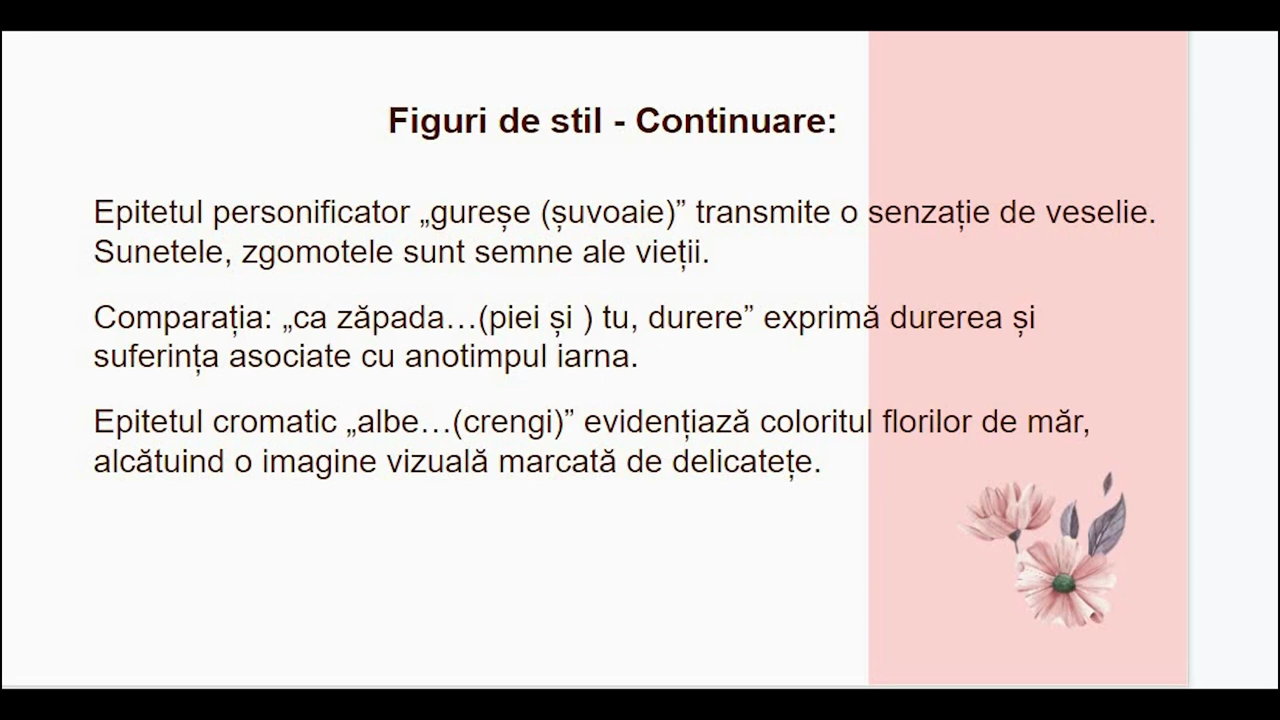 Figuri de stil - Continuare:
Epitetul personificator „gureșe (șuvoaie)” transmite o senzație de veselie.
Sunetele, zgomotele sunt semne ale vieții.
Comparația: „ca zăpada…(piei și ) tu, durere” exprimă durerea și
suferința asociate cu anotimpul iarna.
Epitetul cromatic „albe…(crengi)” evidențiază coloritul florilor de măr,
alcătuind o imagine vizuală marcată de delicatețe.